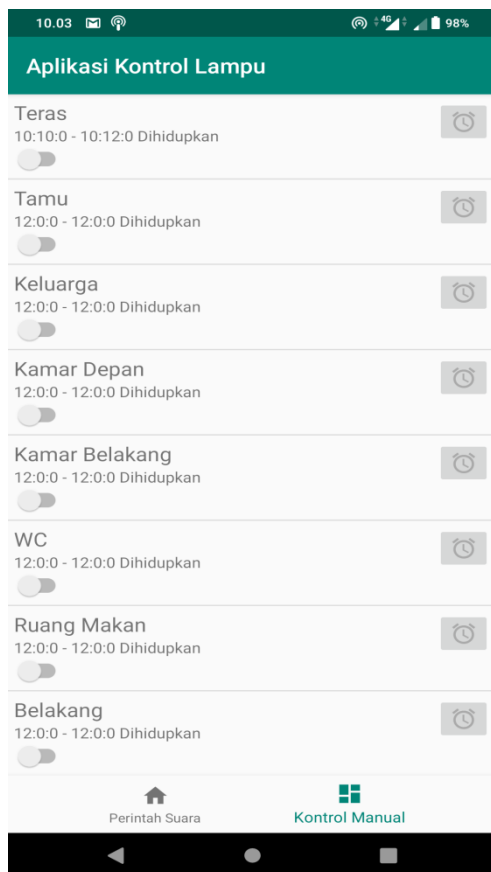 10.03 4G 98%
Aplikasi Kontrol Lampu
Teras
10:10:0 - 10:12:0 Dihidupkan
Tamu
12:0:0 - 12:0:0 Dihidupkan
Keluarga
12:0:0 - 12:0:0 Dihidupkan
Kamar Depan
12:0:0 - 12:0:0 Dihidupkan
Kamar Belakang
12:0:0 - 12:0:0 Dihidupkan
WC
12:0:0 - 12:0:0 Dihidupkan
Ruang Makan
12:0:0 - 12:0:0 Dihidupkan
Belakang
12:0:0 - 12:0:0 Dihidupkan
Perintah Suara Kontrol Manual